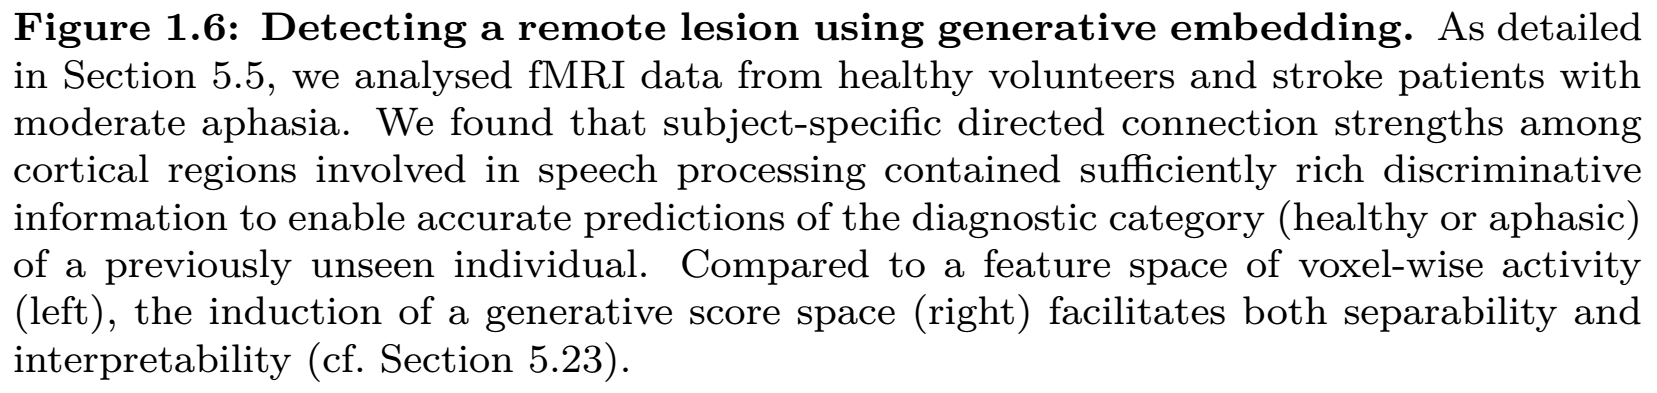 Figure 1.6: Detecting a remote lesion using generative embedding. As detailed
in Section 5.5, we analysed fMRI data from healthy volunteers and stroke patients with
moderate aphasia. We found that subject-specific directed connection strengths among
cortical regions involved in speech processing contained sufficiently rich discriminative
information to enable accurate predictions of the diagnostic category (healthy or aphasic)
of a previously unseen individual. Compared to a feature space of voxel-wise activity
(left), the induction of a generative score space (right) facilitates both separability and
interpretability (cf. Section 5.23).